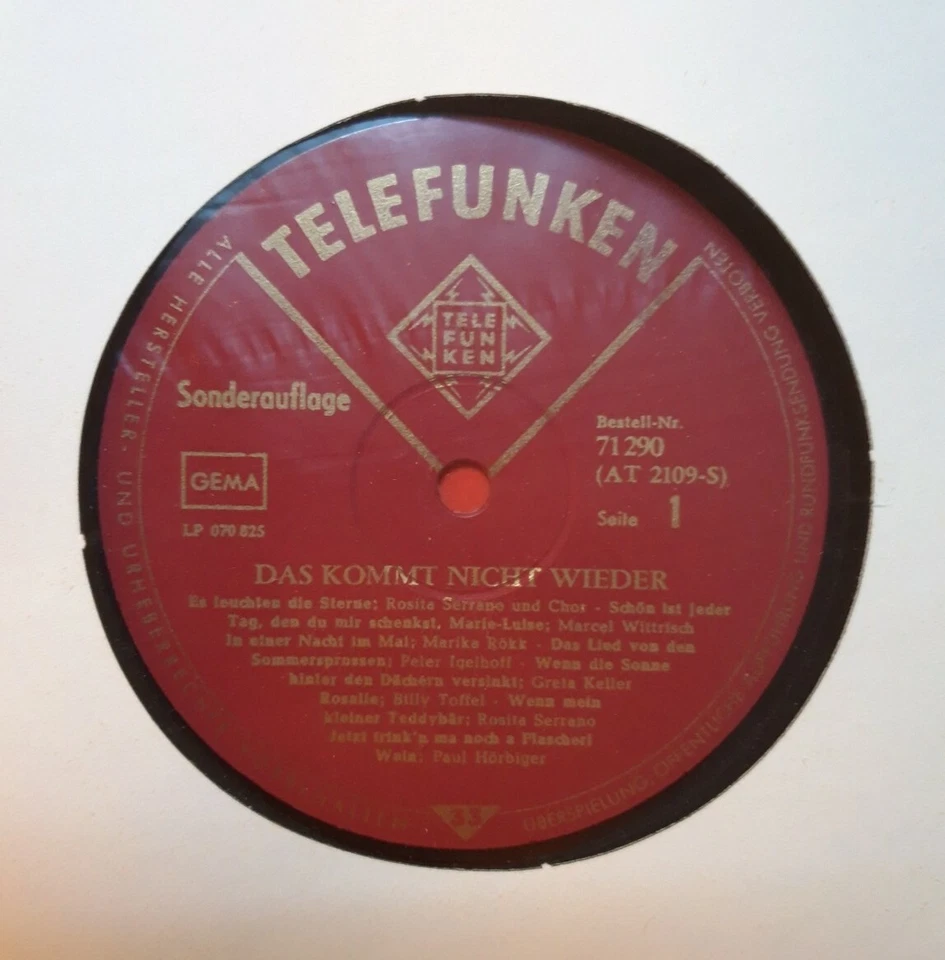 TELEFUNKEN
TELE
FUN
KEN
Sonderauflage
GEMA
LP 070 825
Bestell-Nr.
71 290
(AT 2109-S)
Seite 1
DAS KOMMT NICHT WIEDER
Es leuchten die Sterne; Rosita Serrano und Chor - Schön ist jeder
Tag, den du mir schenkst, Marie-Luise; Marcel Wittrisch
In einer Nacht im Mai; Marika Rökk - Das Lied von den
Sommersprossen; Peter Igelhoff - Wenn die Sonne
hinter den Dächern versinkt; Greta Keller
Rosalie; Billy Toffel - Wenn mein
kleiner Teddybär; Rosita Serrano
Jetzt trink'n ma noch a Flascherl
Wein; Paul Hörbiger
33
ALLE HERSTELLER- UND URHEBERRECHTE
ÜBERSPIELUNG, ÖFFENTLICHE AUFFÜHRUNG UND RUNDFUNKSENDUNG VERBOTEN